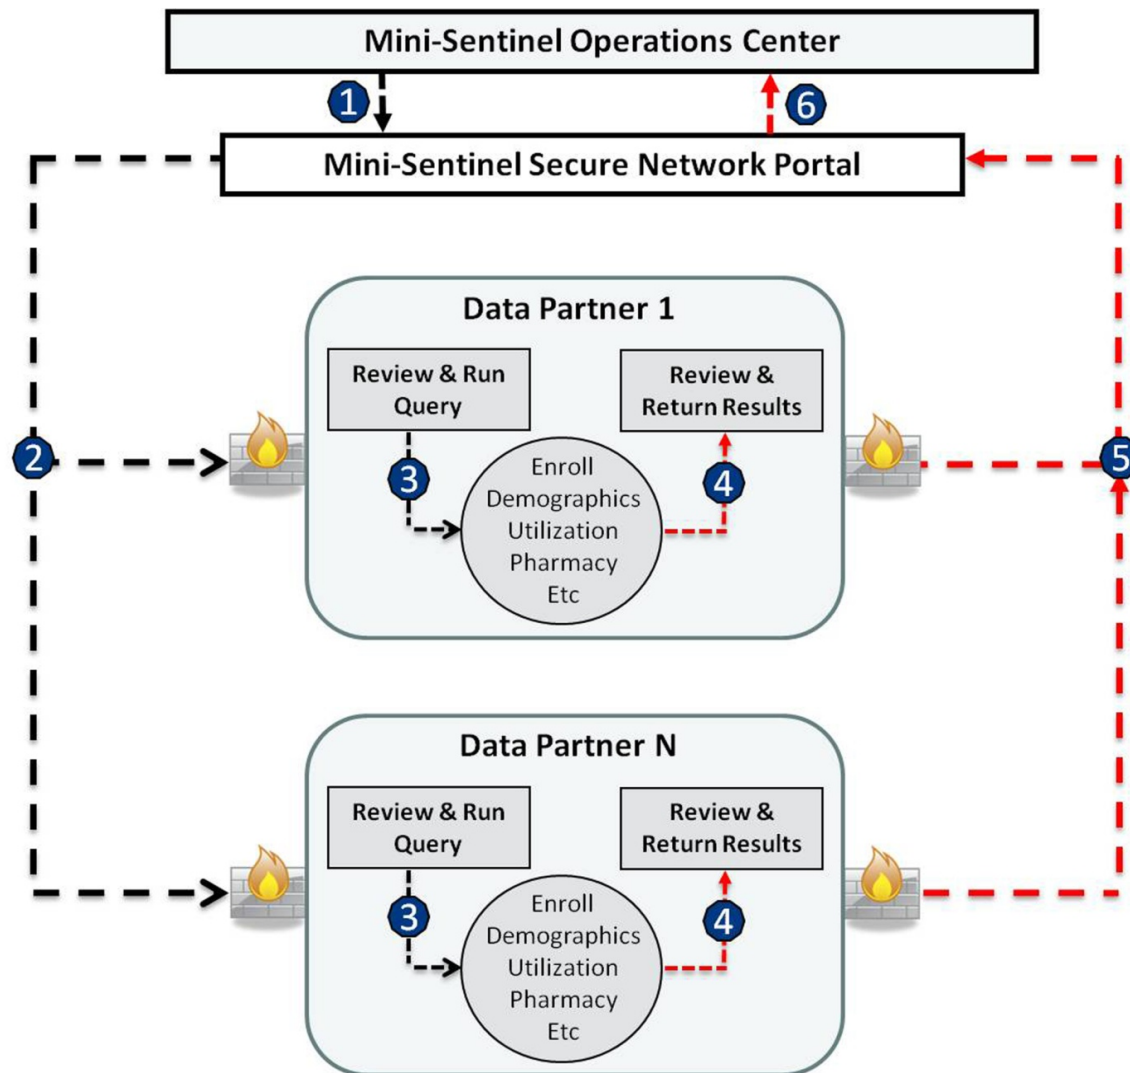 Mini-Sentinel Operations Center
1
6
Mini-Sentinel Secure Network Portal
Data Partner 1
Review & Run
Query
Review &
Return Results
2
3
4
5
Enroll
Demographics
Utilization
Pharmacy
Etc
Data Partner N
Review & Run
Query
Review &
Return Results
3
4
Enroll
Demographics
Utilization
Pharmacy
Etc